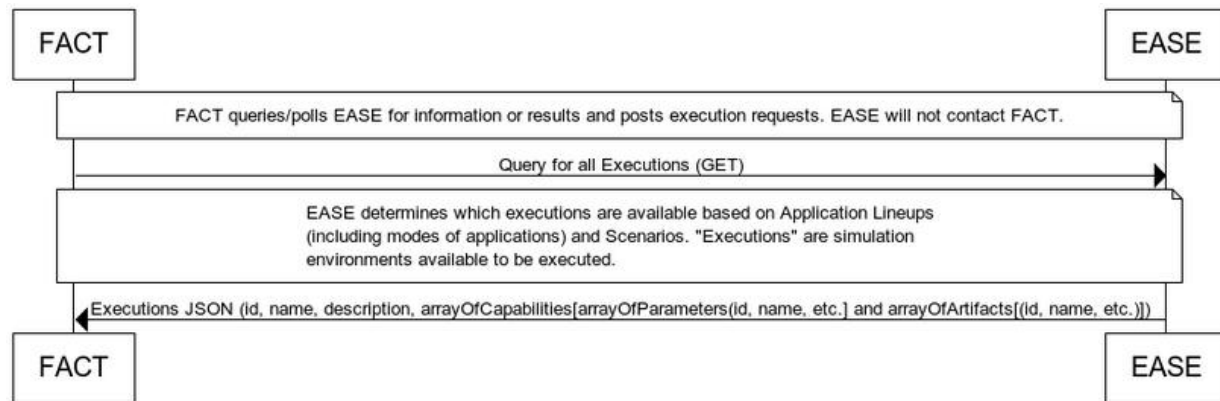 FACT
EASE
FACT queries/polls EASE for information or results and posts execution requests. EASE will not contact FACT.
Query for all Executions (GET)
EASE determines which executions are available based on Application Lineups
(including modes of applications) and Scenarios. "Executions" are simulation
environments available to be executed.
Executions JSON (id, name, description, arrayOfCapabilities[arrayOfParameters(id, name, etc.] and arrayOfArtifacts[(id, name, etc.)])
FACT
EASE